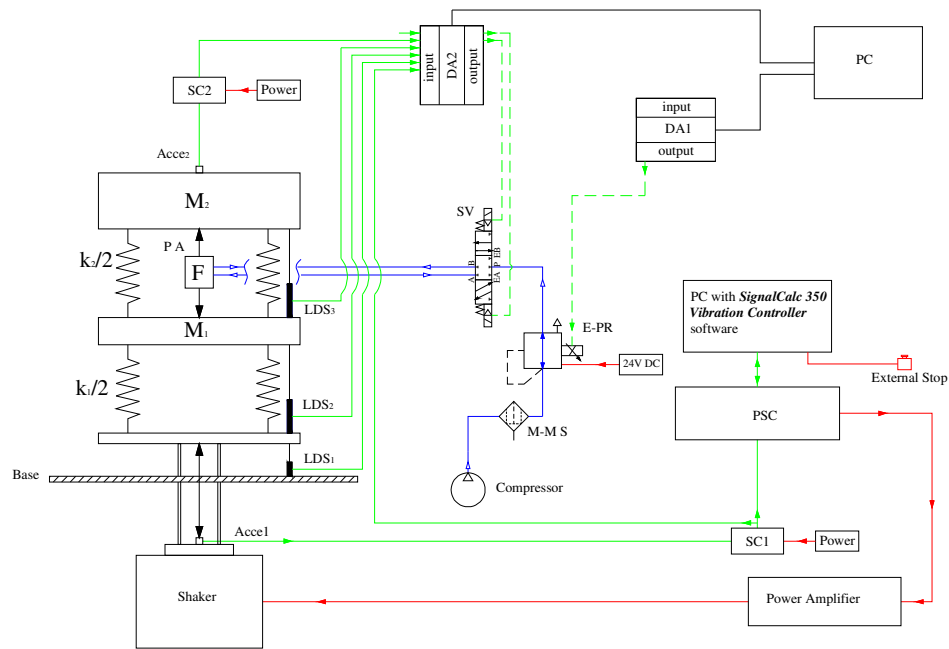 input
DA2
output
PC
SC2
Power
input
DA1
output
Acce2
M2
SV
P A
k2/2
F
B
A
EB
P
EA
LDS3
M1
E-PR
PC with SignalCalc 350
Vibration Controller
software
24V DC
External Stop
k1/2
LDS2
M-M S
PSC
LDS1
Base
Compressor
Acce1
SC1
Power
Shaker
Power Amplifier